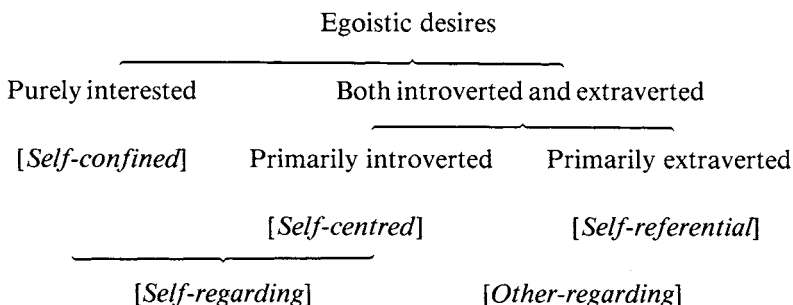 Egoistic desires
Purely interested Both introverted and extraverted
[Self-confined] Primarily introverted Primarily extraverted
[Self-centred] [Self-referential]
[Self-regarding] [Other-regarding]